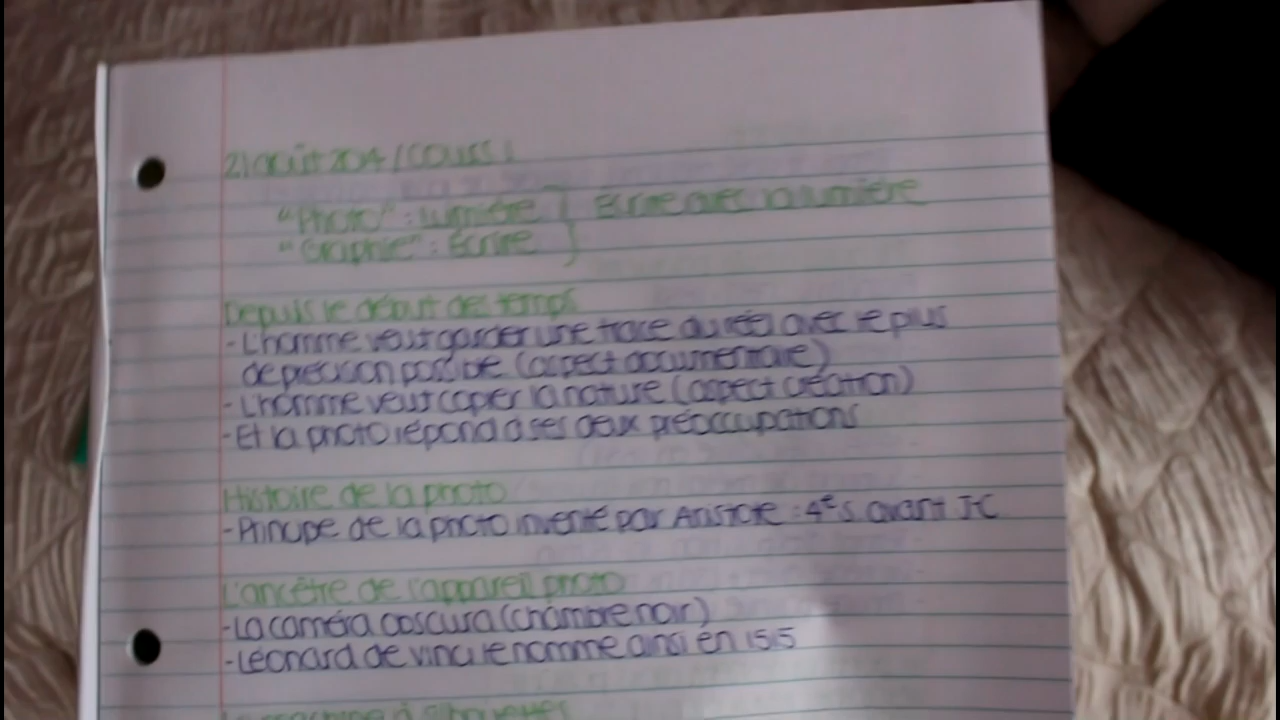 21 août 2014 / Cours 1
"Photo" : Lumière } Écrire avec la lumière
"Graphie" : Écrire
Depuis le début des temps
- L'homme veut garder une trace du réel avec le plus
de précision possible (aspect documentaire)
- L'homme veut copier la nature (aspect création)
- Et la photo répond a ses deux préoccupations
Histoire de la photo
- Principe de la photo inventé par Aristote : 4e s. avant J-C
L'ancêtre de l'appareil photo
- La caméra obscura (chambre noir)
- Léonard de vinci le nomme ainsi en 1515
La machine à silhouettes